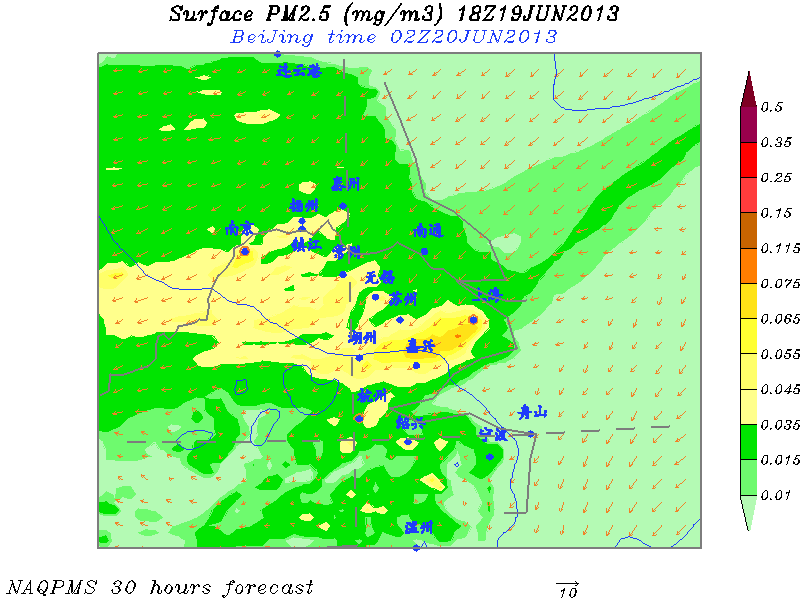 Surface PM2.5 (mg/m3) 18Z19JUN2013
BeiJing time 02Z20JUN2013
连云港
0.5
0.35
0.25
0.15
0.115
0.075
0.065
0.055
0.045
0.035
0.015
0.01
泰州
扬州
南京
镇江
常州
南通
无锡
苏州
上海
湖州
嘉兴
杭州
绍兴
宁波
舟山
温州
NAQPMS 30 hours forecast
10